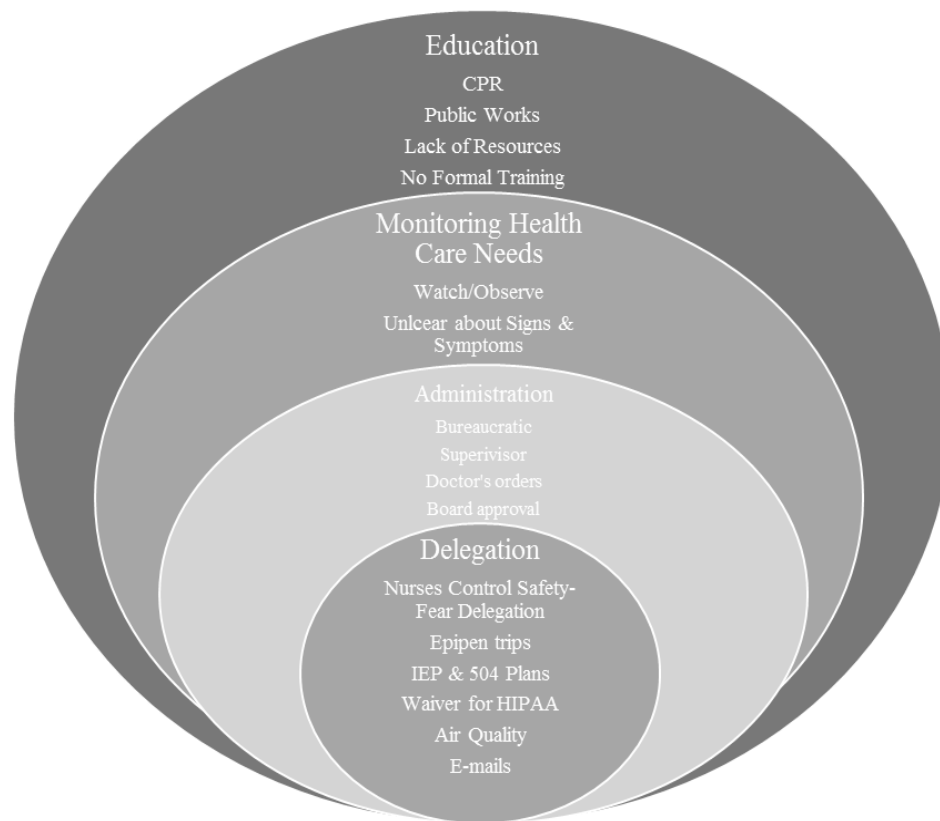 Education
CPR
Public Works
Lack of Resources
No Formal Training
Monitoring Health
Care Needs
Watch/Observe
Unlcear about Signs &
Symptoms
Administration
Bureaucratic
Superivisor
Doctor's orders
Board approval
Delegation
Nurses Control Safety-
Fear Delegation
Epipen trips
IEP & 504 Plans
Waiver for HIPAA
Air Quality
E-mails